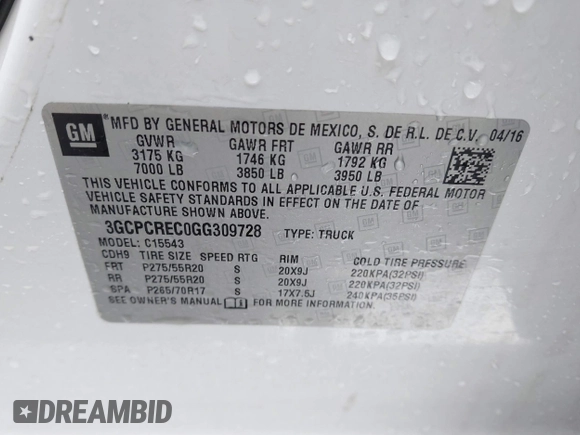 GM
*MFD BY GENERAL MOTORS DE MEXICO, S. DE R.L. DE C.V. 04/16
GVWR GAWR FRT GAWR RR
3175 KG 1746 KG 1792 KG
7000 LB 3850 LB 3950 LB
THIS VEHICLE CONFORMS TO ALL APPLICABLE U.S. FEDERAL MOTOR
VEHICLE SAFETY STANDARDS IN EFFECT ON THE DATE OF
MANUFACTURE SHOWN ABOVE.
3GCPCREC0GG309728 TYPE: TRUCK
MODEL: C15543
CDH9 TIRE SIZE SPEED RTG RIM COLD TIRE PRESSURE
FRT P275/55R20 S 20X9J 220KPA(32PSI)
RR P275/55R20 S 20X9J 220KPA(32PSI)
SPA P265/70R17 S 17X7.5J 240KPA(35PSI)
SEE OWNER'S MANUAL FOR MORE INFORMATION.
DREAMBID